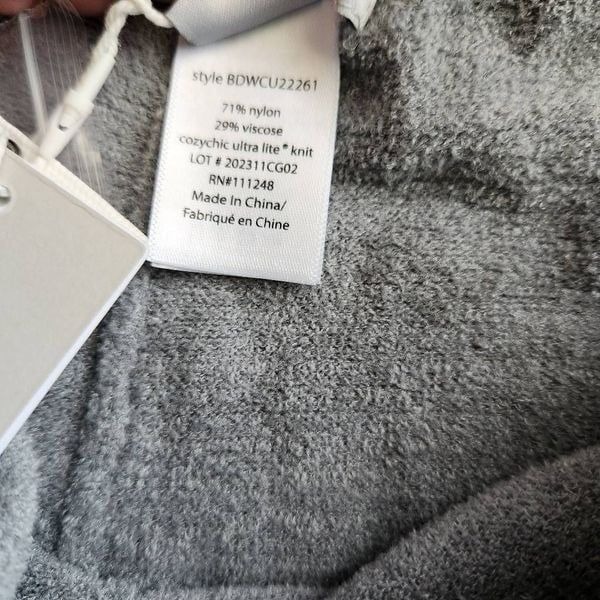 style BDWCU22261
71% nylon
29% viscose
cozychic ultra lite® knit
LOT # 202311CG02
RN#111248
Made In China/
Fabriqué en Chine